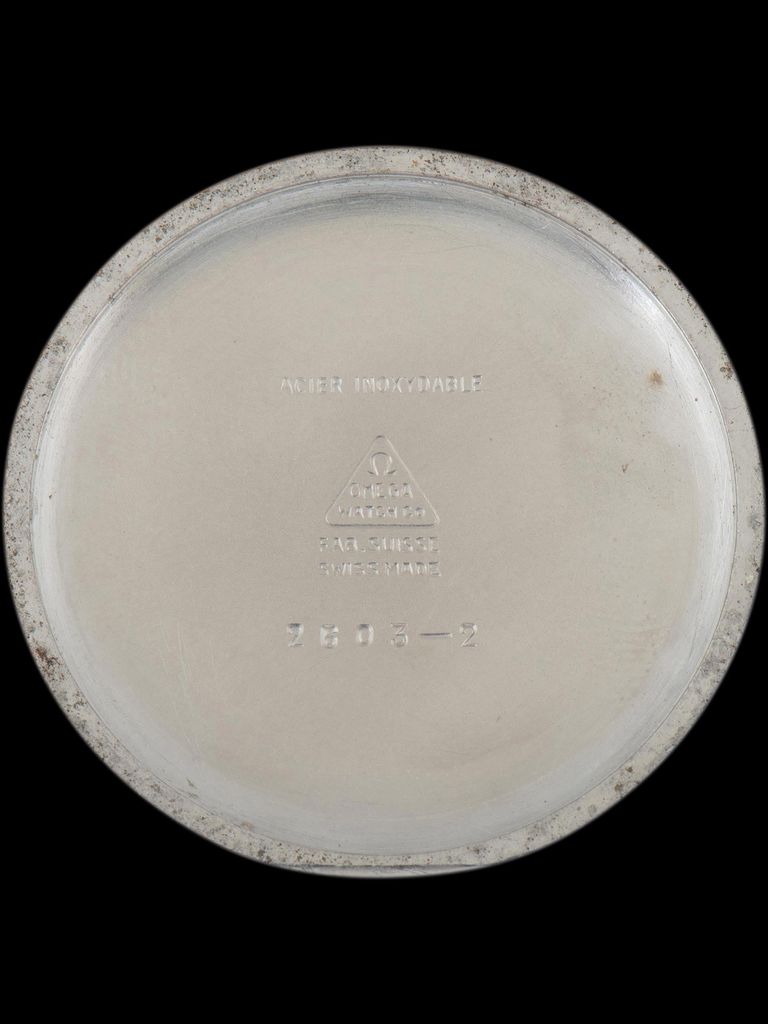 ACIER INOXYDABLE
Ω
OMEGA
WATCH CO
FAB. SUISSE
SWISS MADE
2603-2